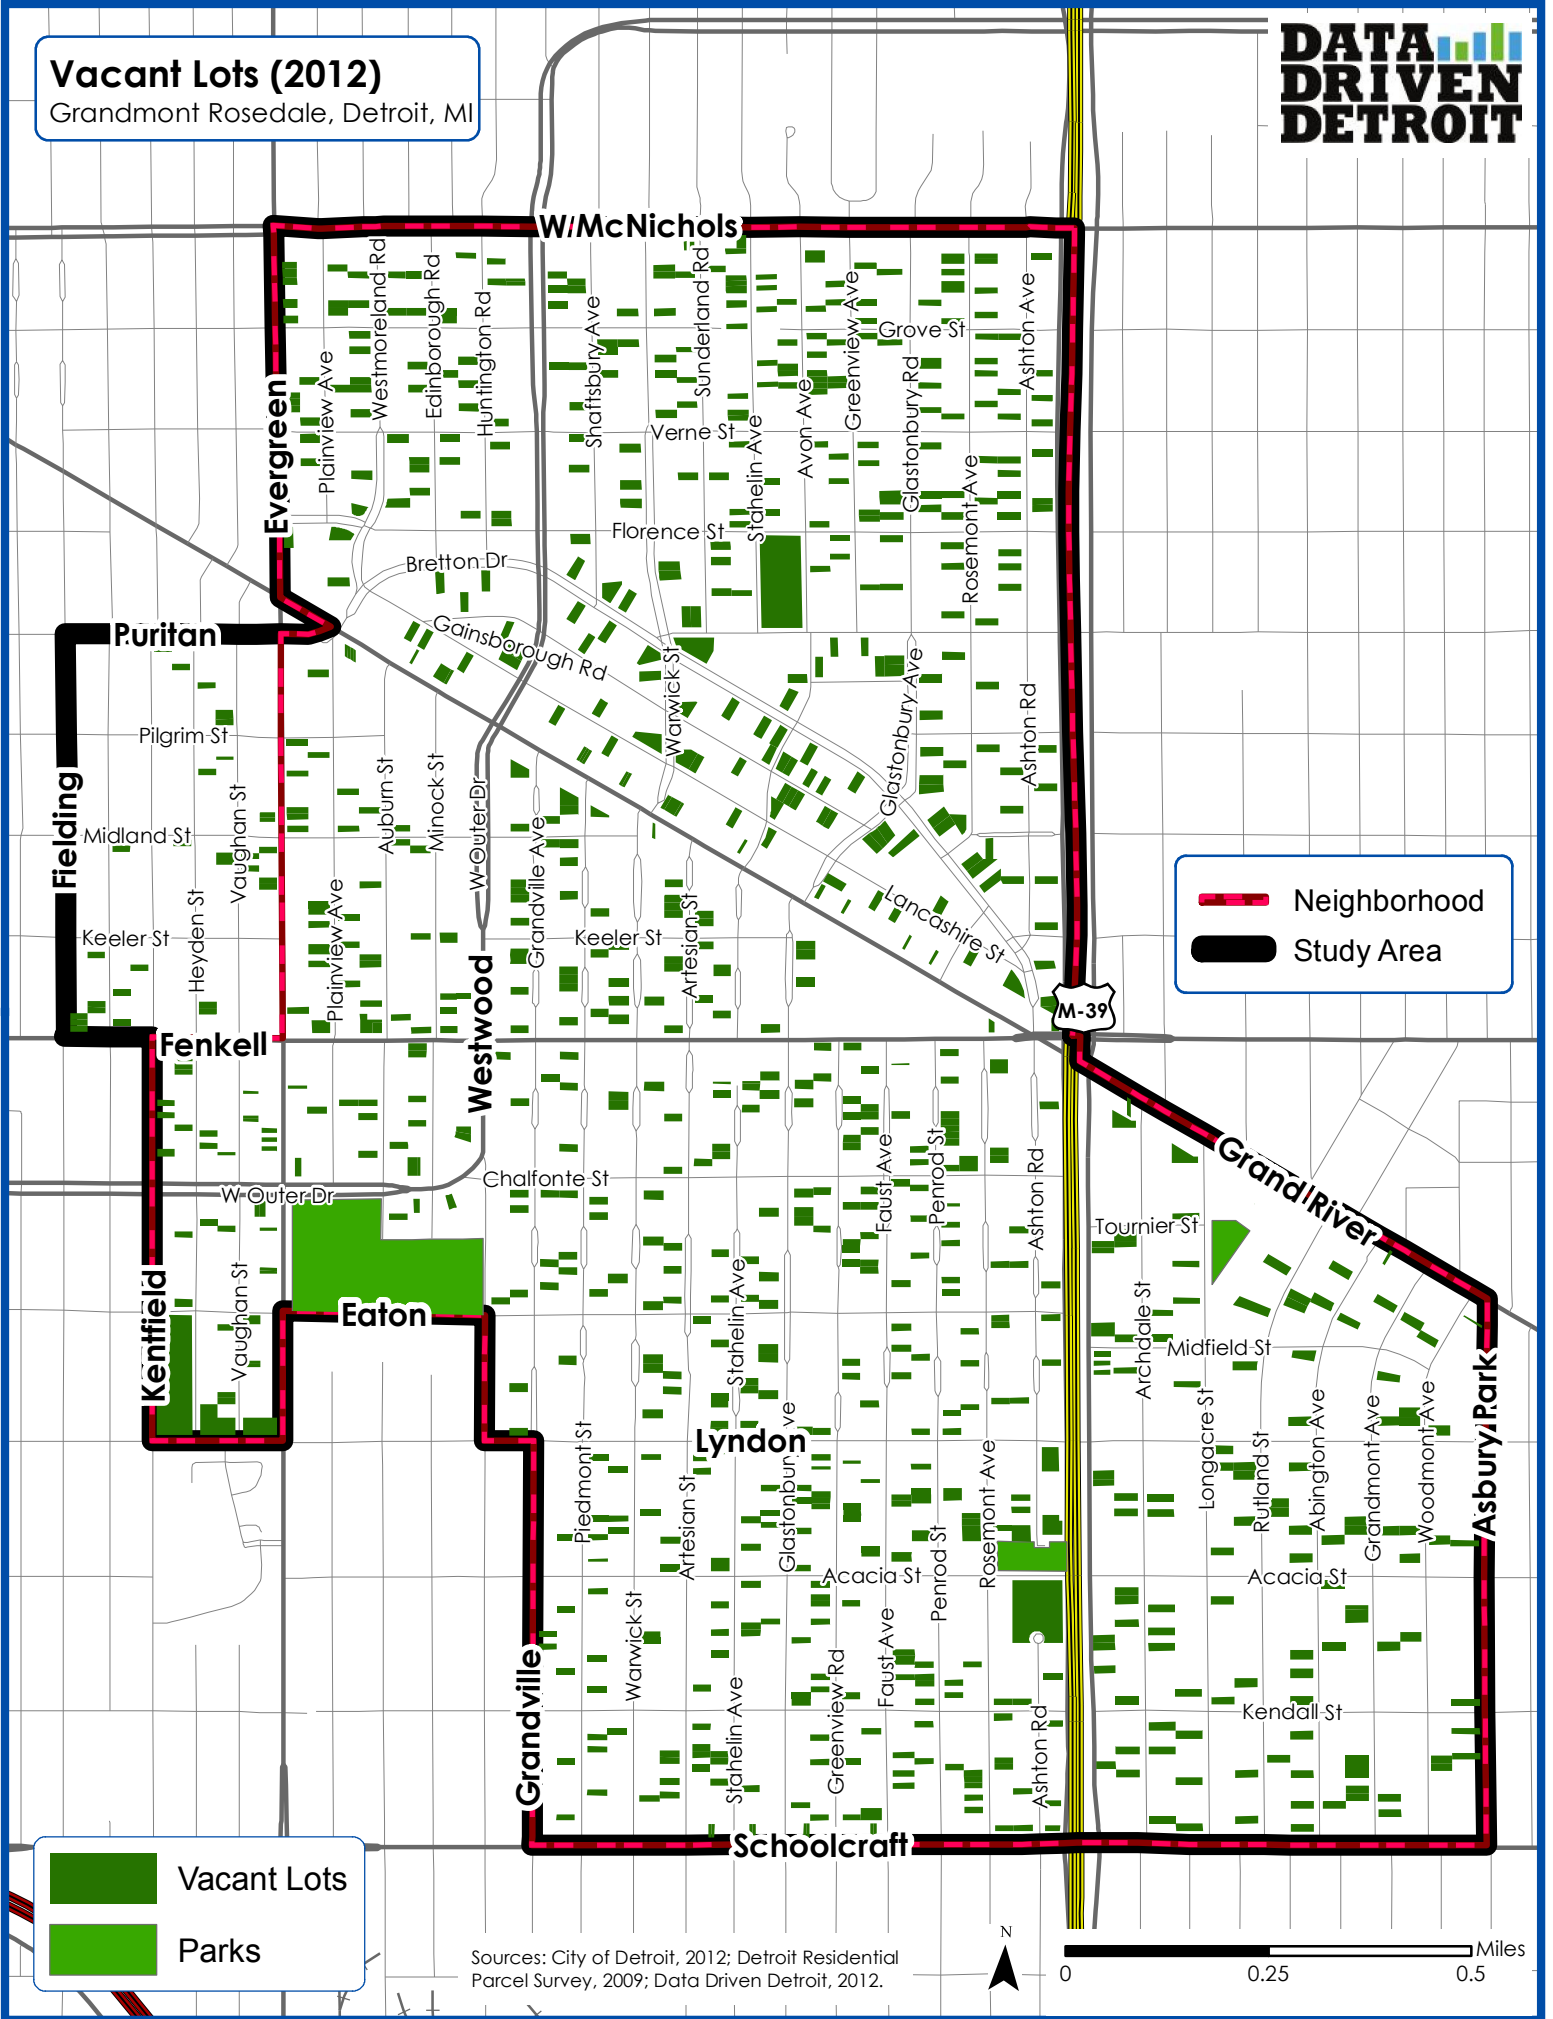 Vacant Lots (2012)
Grandmont Rosedale, Detroit, MI
DATA
DRIVEN
DETROIT
W McNichols
Westmoreland Rd
Edinborough Rd
Huntington Rd
Sunderland Rd
Shaftsbury Ave
Greenview Ave
Ashton Ave
Grove St
Plainview Ave
Evergreen
Avon Ave
Glastonbury Rd
Verne St
Stahelin Ave
Rosemont Ave
Florence St
Bretton Dr
Puritan
Gainsborough Rd
Warwick St
Glastonbury Ave
Ashton Rd
Pilgrim St
Fielding
Vaughan St
Auburn St
Minock St
W Outer Dr
Grandville Ave
Midland St
Heyden St
Plainview Ave
Artesian St
Lancashire St
Keeler St
Keeler St
Neighborhood
Study Area
M-39
Fenkell
Westwood
Faust Ave
Penrod St
Ashton Rd
Grand River
Chalfonte St
W Outer Dr
Tournier St
Kentfield
Vaughan St
Eaton
Stahelin Ave
Archdale St
Midfield St
Asbury Park
Longacre St
Rutland St
Abington Ave
Grandmont Ave
Woodmont Ave
Lyndon
Piedmont St
Artesian St
Glastonbury Ave
Rosemont Ave
Penrod St
Acacia St
Acacia St
Warwick St
Faust Ave
Grandville
Stahelin Ave
Greenview Rd
Ashton Rd
Kendall St
Schoolcraft
Vacant Lots
Parks
Sources: City of Detroit, 2012; Detroit Residential
Parcel Survey, 2009; Data Driven Detroit, 2012.
N
Miles
0 0.25 0.5